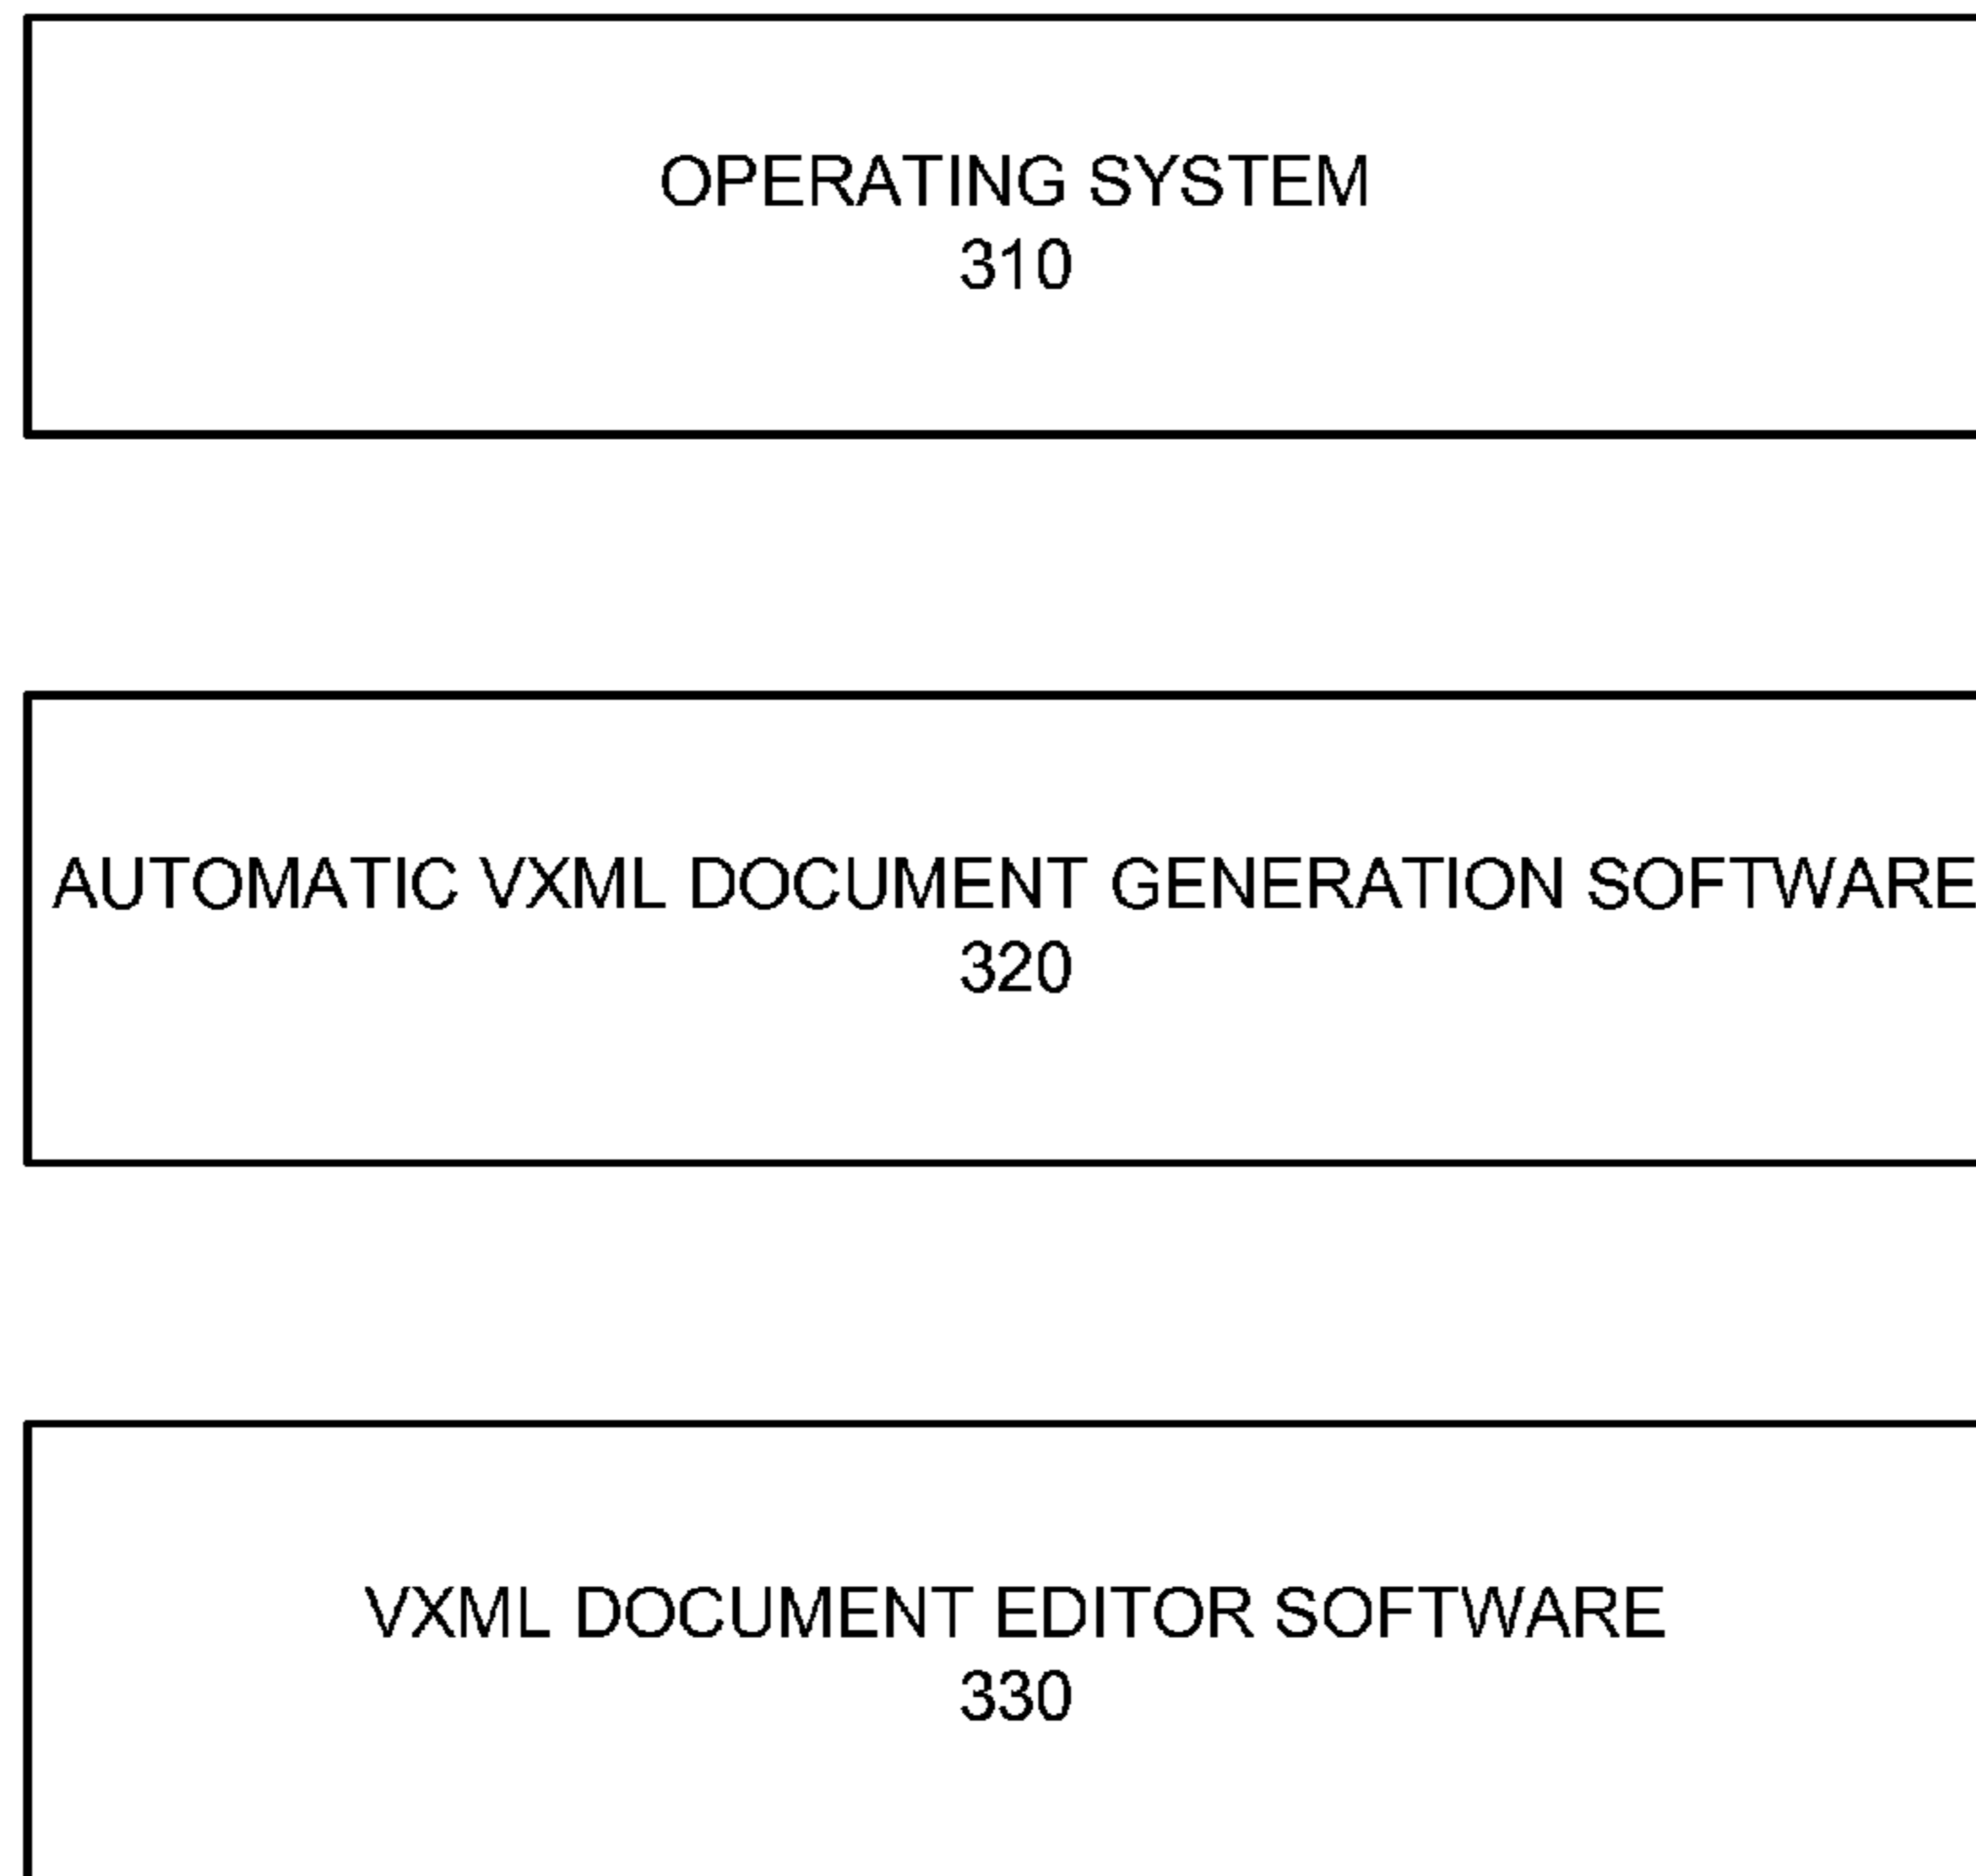 OPERATING SYSTEM
310
AUTOMATIC VXML DOCUMENT GENERATION SOFTWARE
320
VXML DOCUMENT EDITOR SOFTWARE
330